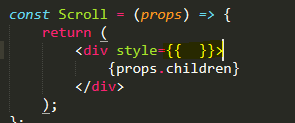 const Scroll = (props) => {
    return (
        <div style={{  }}>
            {props.children}
        </div>
    );
};